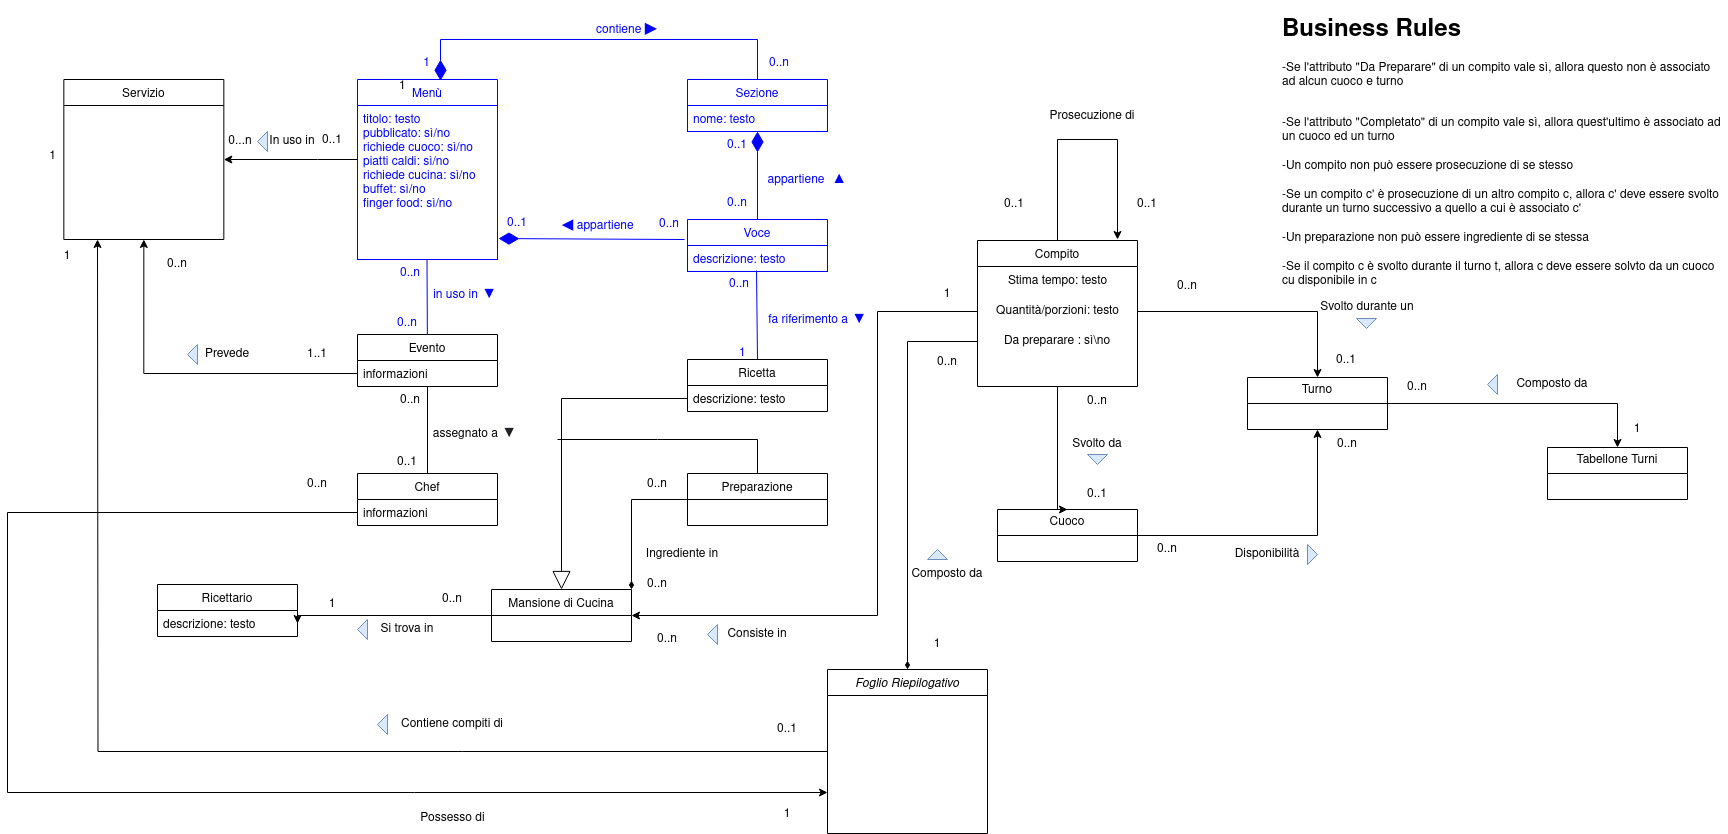 Business Rules
-Se l'attributo "Da Preparare" di un compito vale sì, allora questo non è associato
ad alcun cuoco e turno
-Se l'attributo "Completato" di un compito vale sì, allora quest'ultimo è associato ad
un cuoco ed un turno
-Un compito non può essere prosecuzione di se stesso
-Se un compito c' è prosecuzione di un altro compito c, allora c' deve essere svolto
durante un turno successivo a quello a cui è associato c'
-Un preparazione non può essere ingrediente di se stessa
-Se il compito c è svolto durante il turno t, allora c deve essere solvto da un cuoco
cu disponibile in c
contiene ▶
1
0..n
Servizio
1
1
Menù
titolo: testo
pubblicato: sì/no
richiede cuoco: sì/no
piatti caldi: sì/no
richiede cucina: sì/no
buffet: sì/no
finger food: sì/no
0...n
In uso in
0..1
Sezione
nome: testo
0..1
appartiene ▲
0..n
0..1
◀ appartiene
0..n
Voce
descrizione: testo
0..n
fa riferimento a ▼
1
Ricetta
descrizione: testo
1
0..n
0..n
in uso in ▼
0..n
Prevede
1..1
Evento
informazioni
0..n
assegnato a ▼
0..1
0..n
Chef
informazioni
0..n
Preparazione
Ingrediente in
0..n
Ricettario
descrizione: testo
1
0..n
Si trova in
Mansione di Cucina
0..n
Consiste in
1
Prosecuzione di
0..1
0..1
Compito
Stima tempo: testo
Quantità/porzioni: testo
Da preparare : sì\no
0..n
Svolto durante un
0..1
Turno
0..n
Composto da
1
Tabellone Turni
0..n
0..n
Svolto da
0..1
Cuoco
0..n
Disponibilità
0..n
Composto da
1
Foglio Riepilogativo
Contiene compiti di
0..1
Possesso di
1